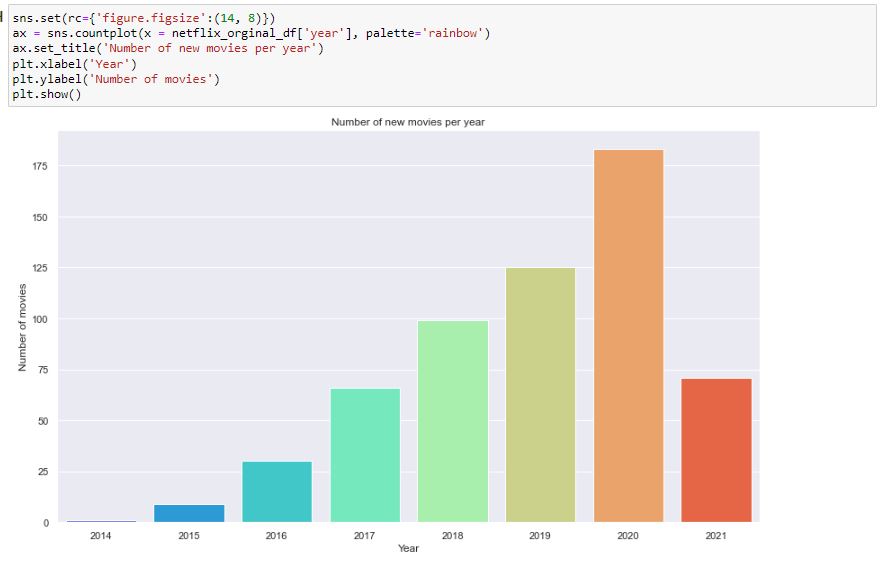 sns.set(rc={'figure.figsize':(14, 8)})
ax = sns.countplot(x = netflix_orginal_df['year'], palette='rainbow')
ax.set_title('Number of new movies per year')
plt.xlabel('Year')
plt.ylabel('Number of movies')
plt.show()
Number of new movies per year
175
150
125
100
75
50
25
0
Number of movies
2014 2015 2016 2017 2018 2019 2020 2021
Year